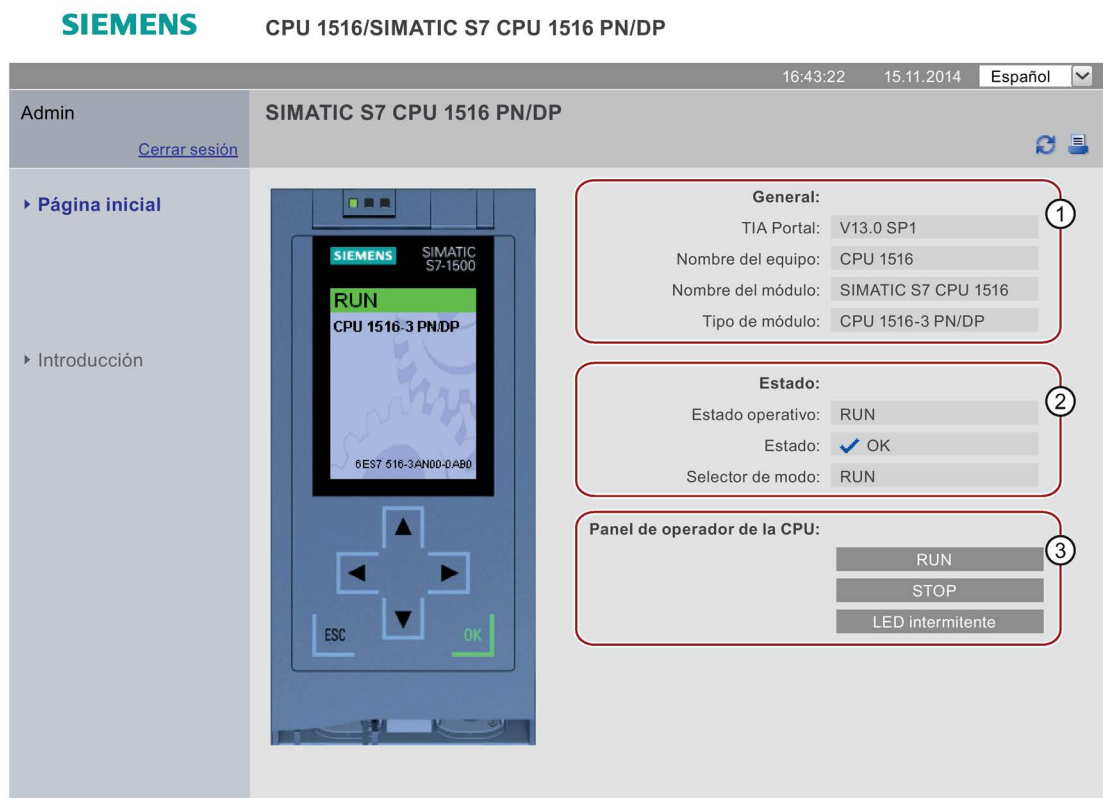 SIEMENS CPU 1516/SIMATIC S7 CPU 1516 PN/DP
16:43:22 15.11.2014 Español
Admin
Cerrar sesión
SIMATIC S7 CPU 1516 PN/DP
Página inicial
Introducción
SIEMENS SIMATIC
S7-1500
RUN
CPU 1516-3 PN/DP
6ES7 516-3AN00-0AB0
ESC OK
General:
1
TIA Portal: V13.0 SP1
Nombre del equipo: CPU 1516
Nombre del módulo: SIMATIC S7 CPU 1516
Tipo de módulo: CPU 1516-3 PN/DP
Estado:
2
Estado operativo: RUN
Estado: OK
Selector de modo: RUN
Panel de operador de la CPU:
3
RUN
STOP
LED intermitente